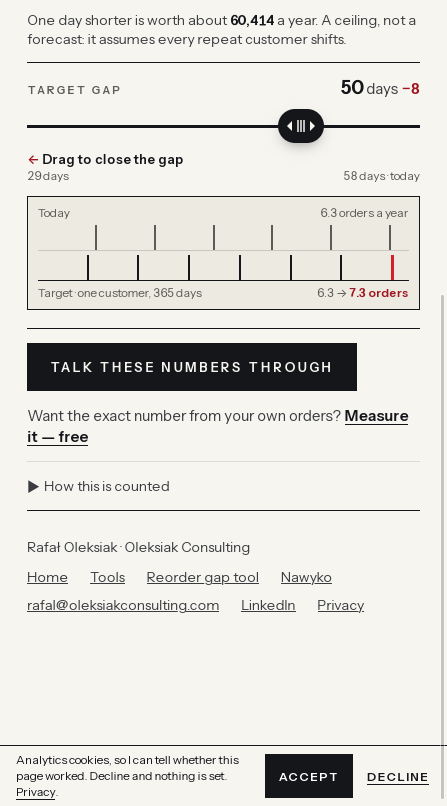 One day shorter is worth about 60,414 a year. A ceiling, not a
forecast: it assumes every repeat customer shifts.
TARGET GAP
50 days −8
← Drag to close the gap
29 days
58 days · today
Today
6.3 orders a year
Target · one customer, 365 days
6.3 → 7.3 orders
TALK THESE NUMBERS THROUGH
Want the exact number from your own orders? Measure
it — free
▶ How this is counted
Rafał Oleksiak · Oleksiak Consulting
Home Tools Reorder gap tool Nawyko
rafal@oleksiakconsulting.com LinkedIn Privacy
Analytics cookies, so I can tell whether this
page worked. Decline and nothing is set.
Privacy.
ACCEPT
DECLINE